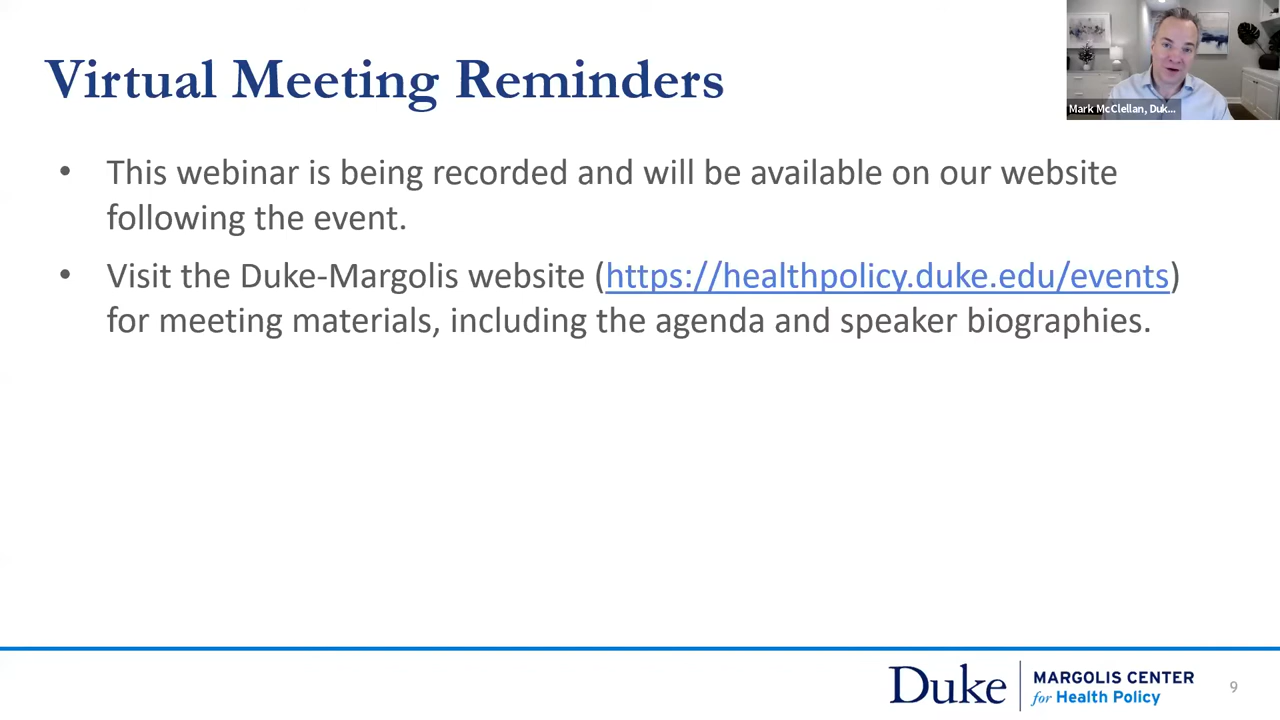 Virtual Meeting Reminders
Mark McClellan, Duk...
• This webinar is being recorded and will be available on our website
following the event.
• Visit the Duke-Margolis website (https://healthpolicy.duke.edu/events)
for meeting materials, including the agenda and speaker biographies.
Duke
MARGOLIS CENTER
for Health Policy
9